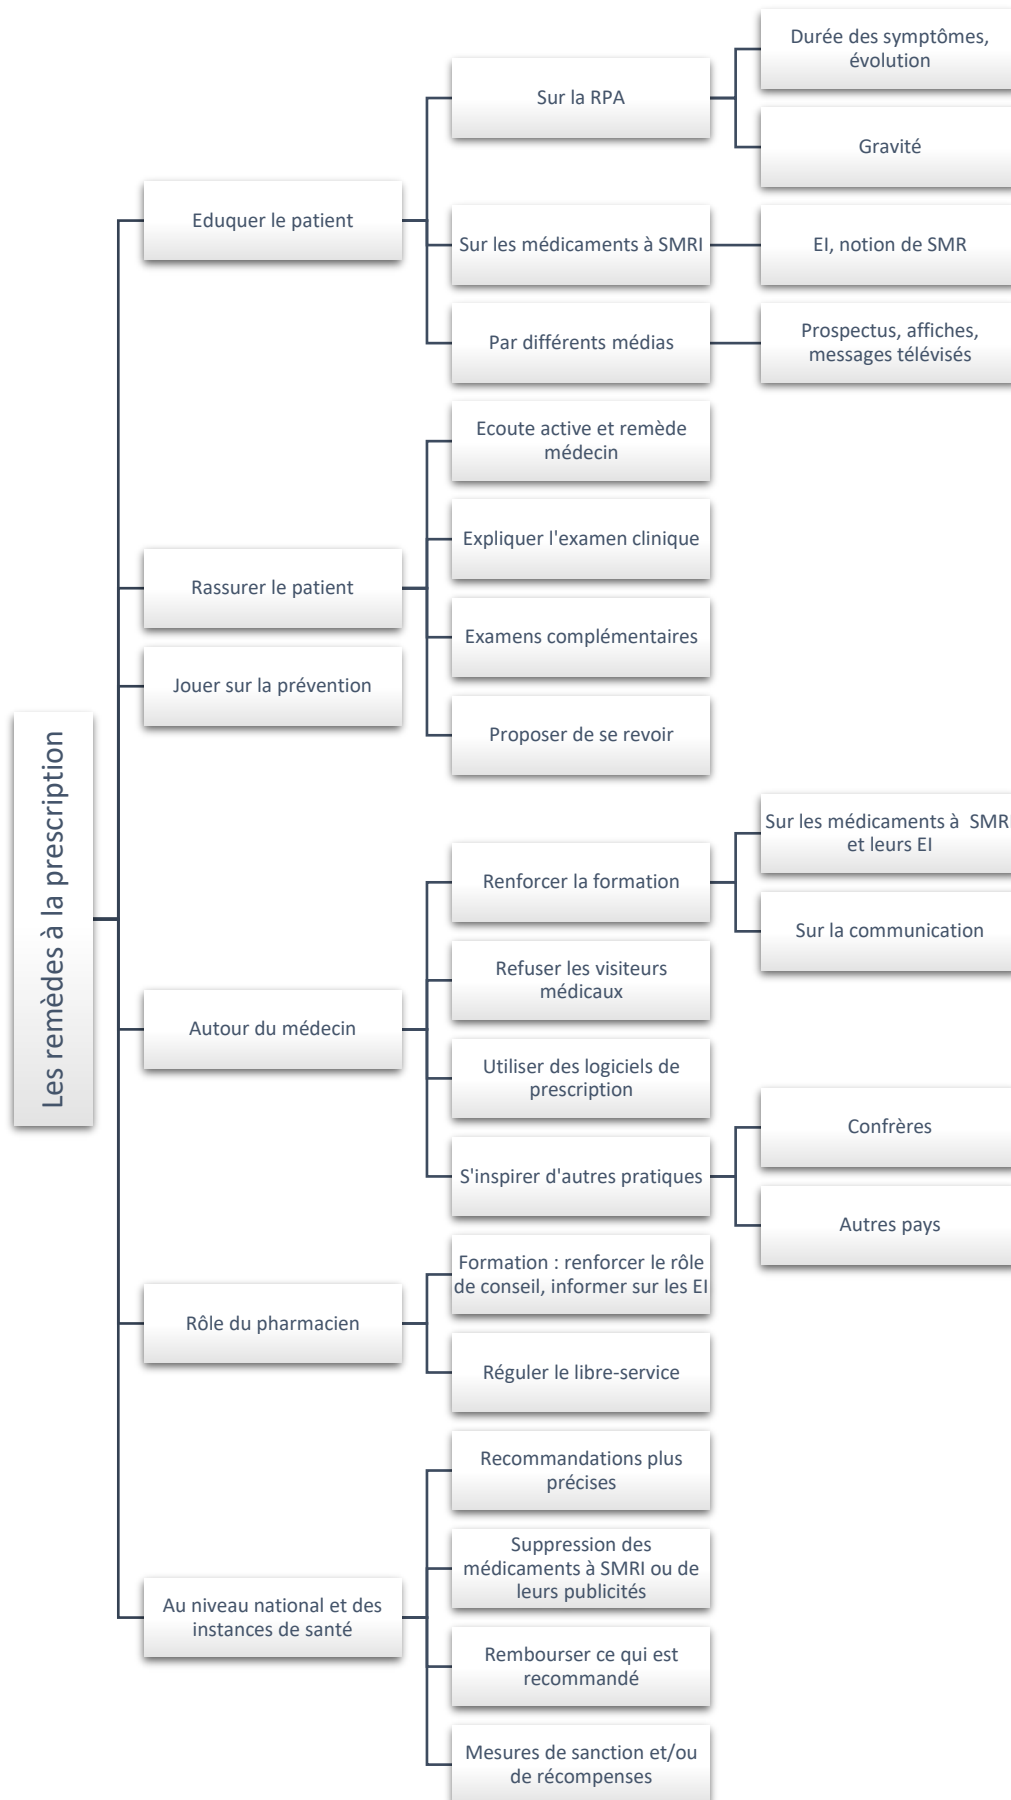 Les remèdes à la prescription
Eduquer le patient
Sur la RPA
Durée des symptômes,
évolution
Gravité
Sur les médicaments à SMRI
EI, notion de SMR
Par différents médias
Prospectus, affiches,
messages télévisés
Rassurer le patient
Ecoute active et remède
médecin
Expliquer l'examen clinique
Examens complémentaires
Proposer de se revoir
Jouer sur la prévention
Autour du médecin
Renforcer la formation
Sur les médicaments à SMRI
et leurs EI
Sur la communication
Refuser les visiteurs
médicaux
Utiliser des logiciels de
prescription
S'inspirer d'autres pratiques
Confrères
Autres pays
Rôle du pharmacien
Formation : renforcer le rôle
de conseil, informer sur les EI
Réguler le libre-service
Au niveau national et des
instances de santé
Recommandations plus
précises
Suppression des
médicaments à SMRI ou de
leurs publicités
Rembourser ce qui est
recommandé
Mesures de sanction et/ou
de récompenses